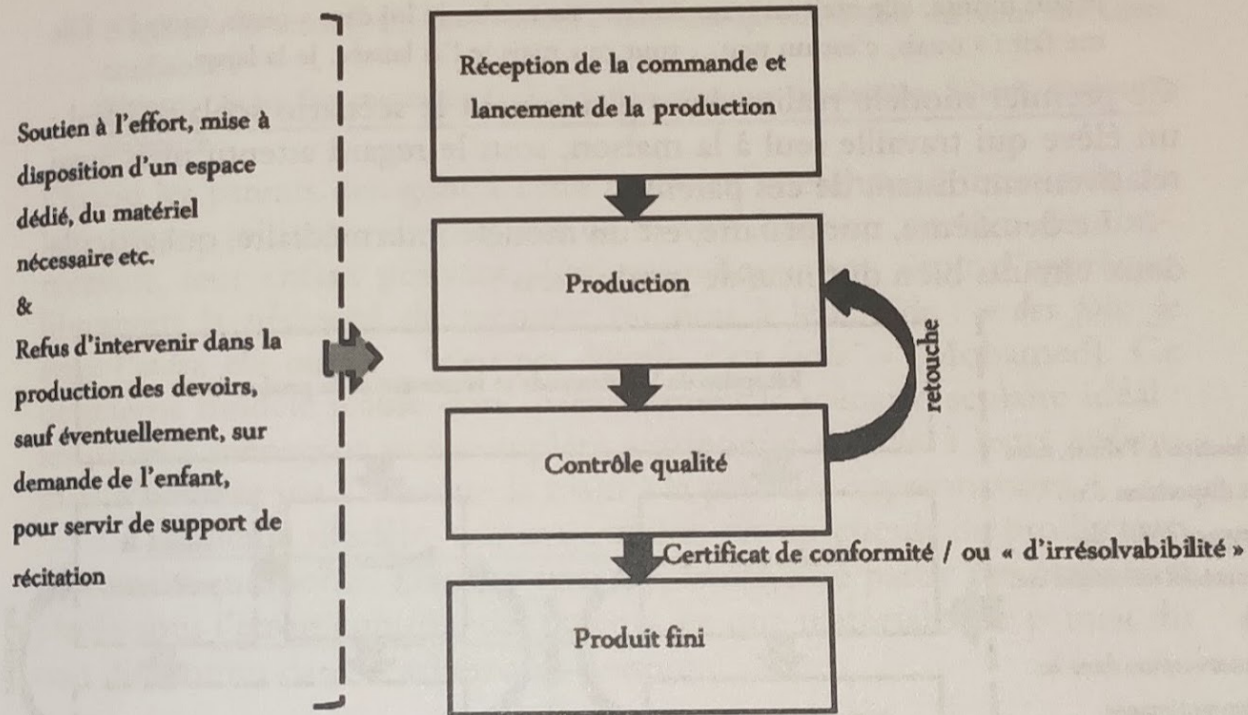 Soutien à l'effort, mise à
disposition d'un espace
dédié, du matériel
nécessaire etc.
&
Refus d'intervenir dans la
production des devoirs,
sauf éventuellement, sur
demande de l'enfant,
pour servir de support de
récitation
Réception de la commande et
lancement de la production
Production
retouche
Contrôle qualité
Certificat de conformité / ou « d'irrésolvabibilité »
Produit fini